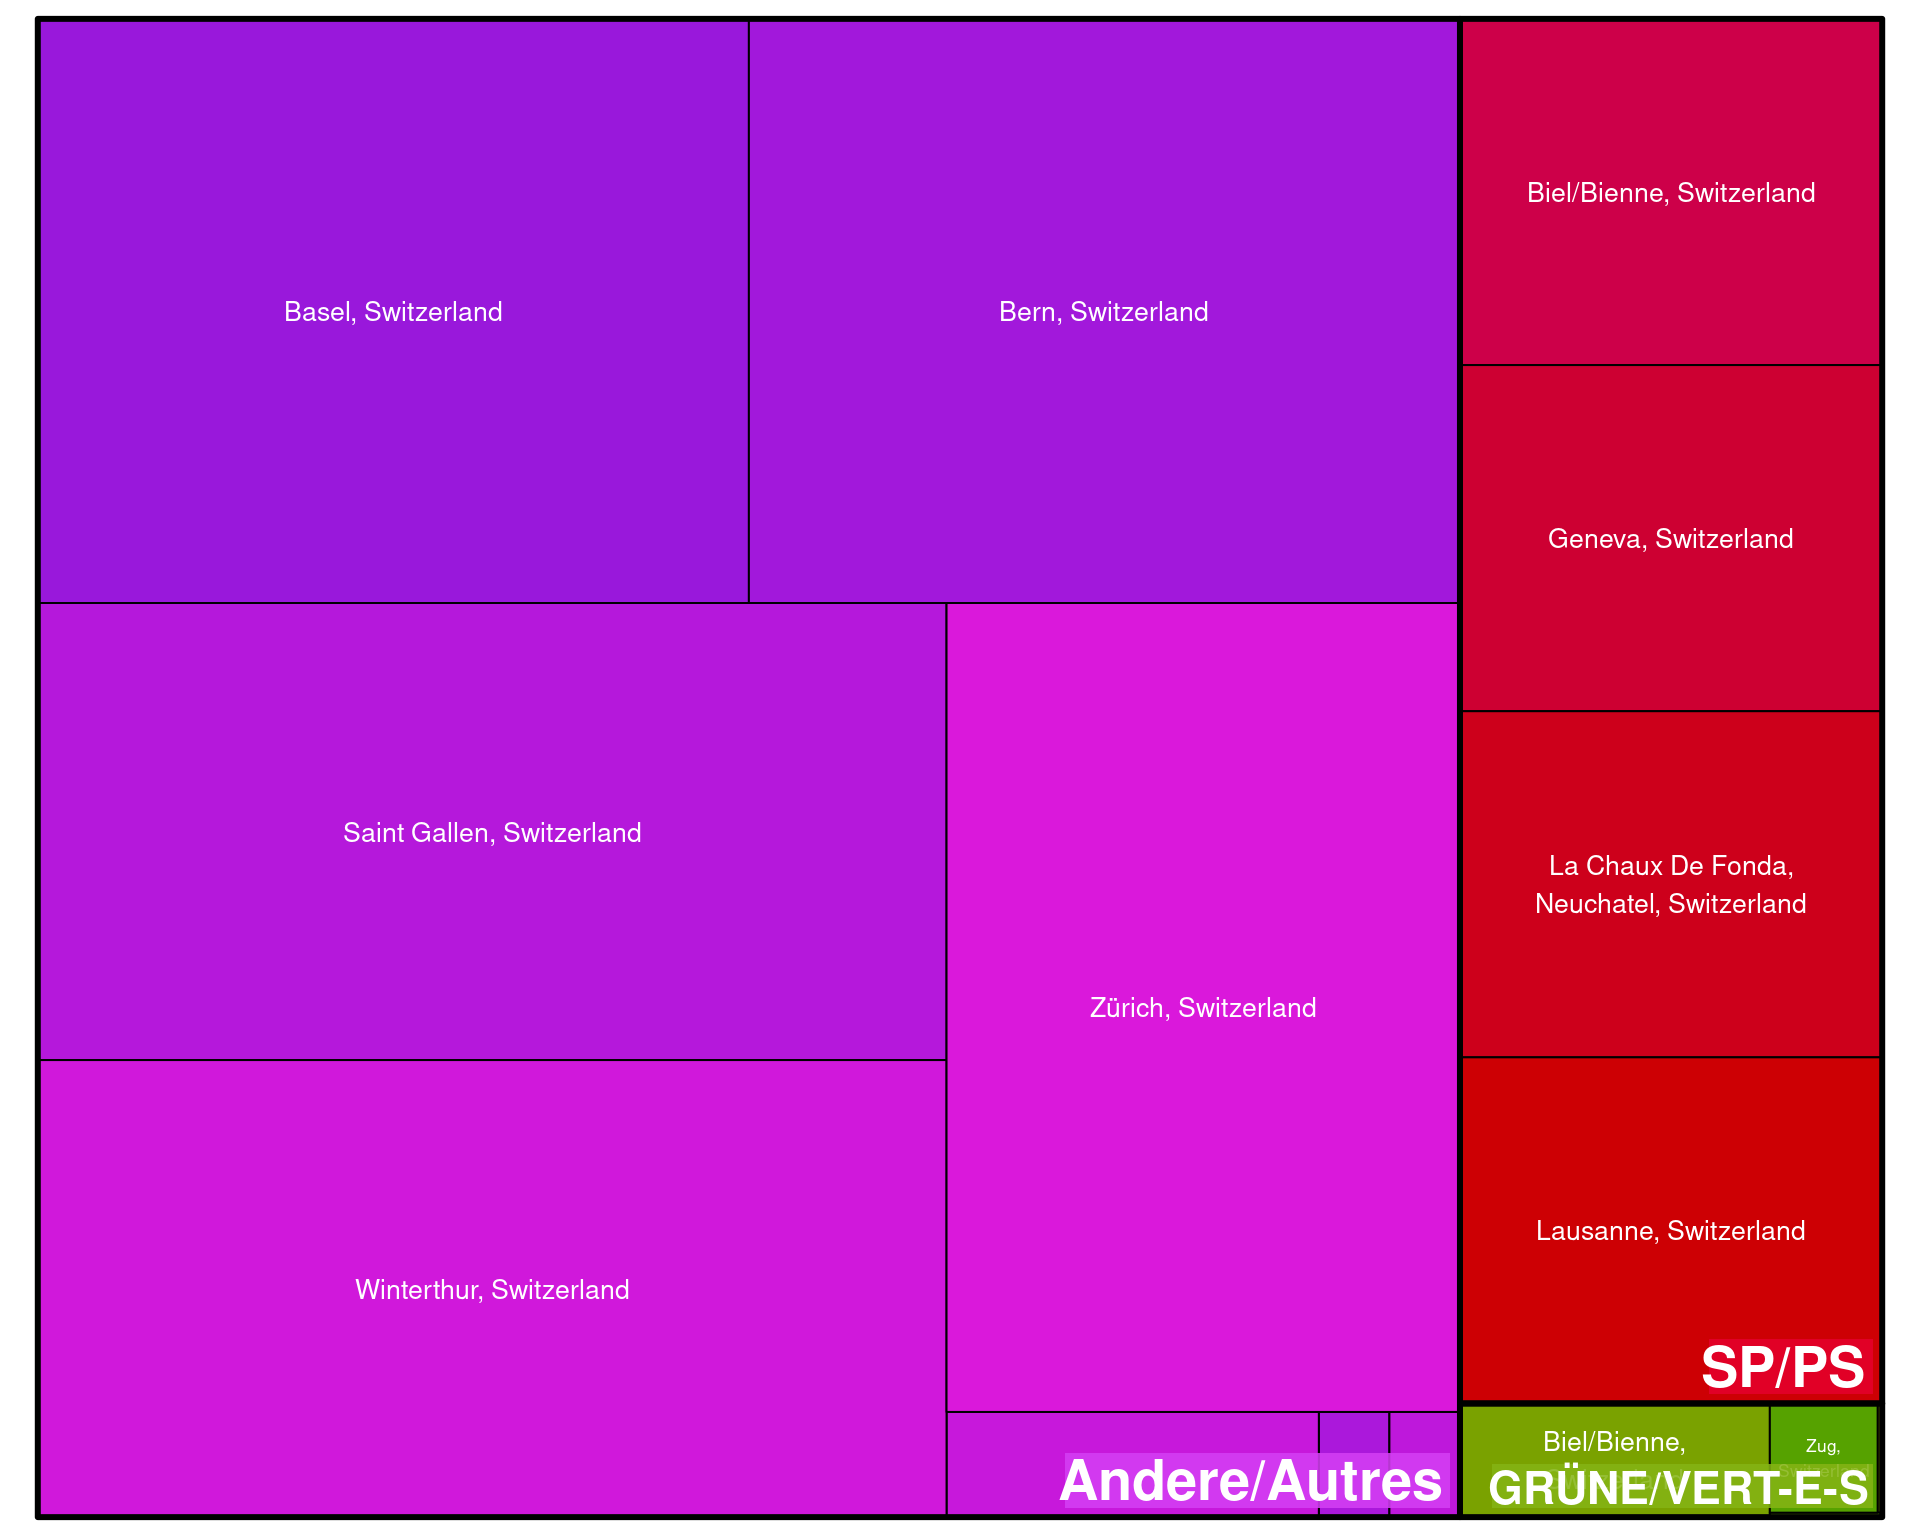 Basel, Switzerland
Bern, Switzerland
Biel/Bienne, Switzerland
Geneva, Switzerland
Saint Gallen, Switzerland
Zürich, Switzerland
La Chaux De Fonda,
Neuchatel, Switzerland
Winterthur, Switzerland
Lausanne, Switzerland
SP/PS
Andere/Autres
Biel/Bienne,
Zug,
Switzerland
GRÜNE/VERT-E-S